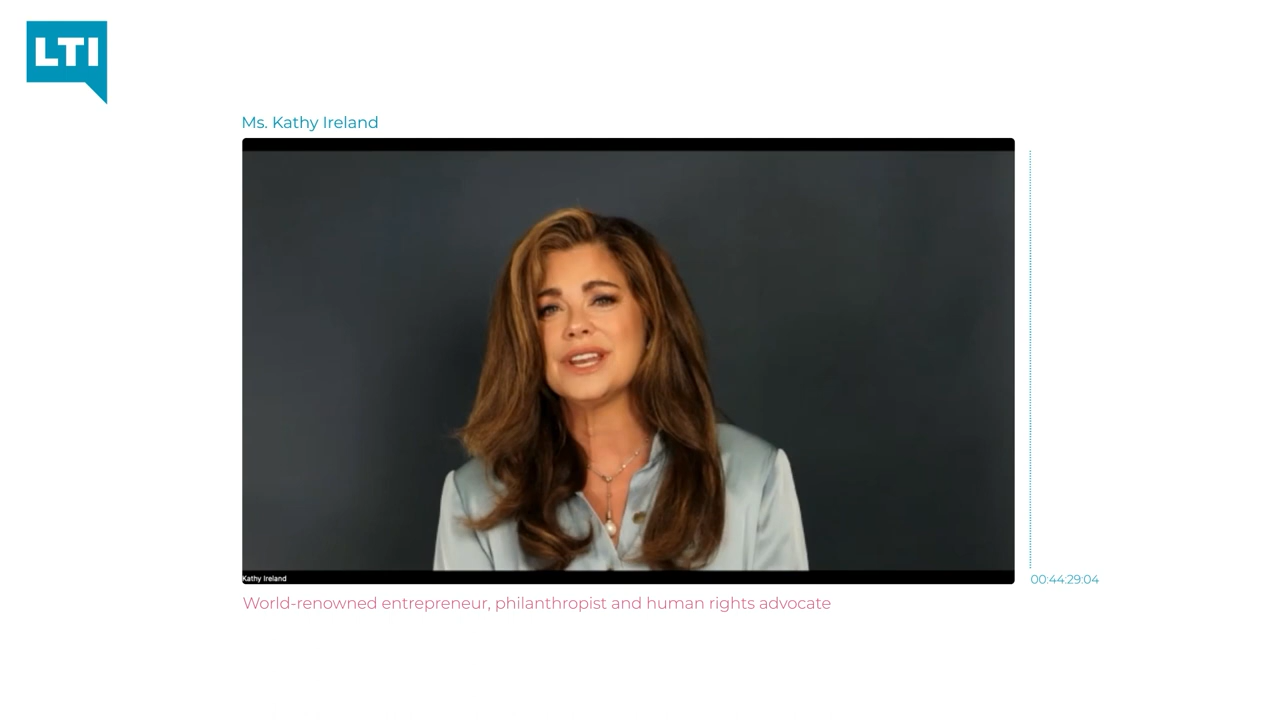 LTI
Ms. Kathy Ireland
Kathy Ireland
00:44:29:04
World-renowned entrepreneur, philanthropist and human rights advocate